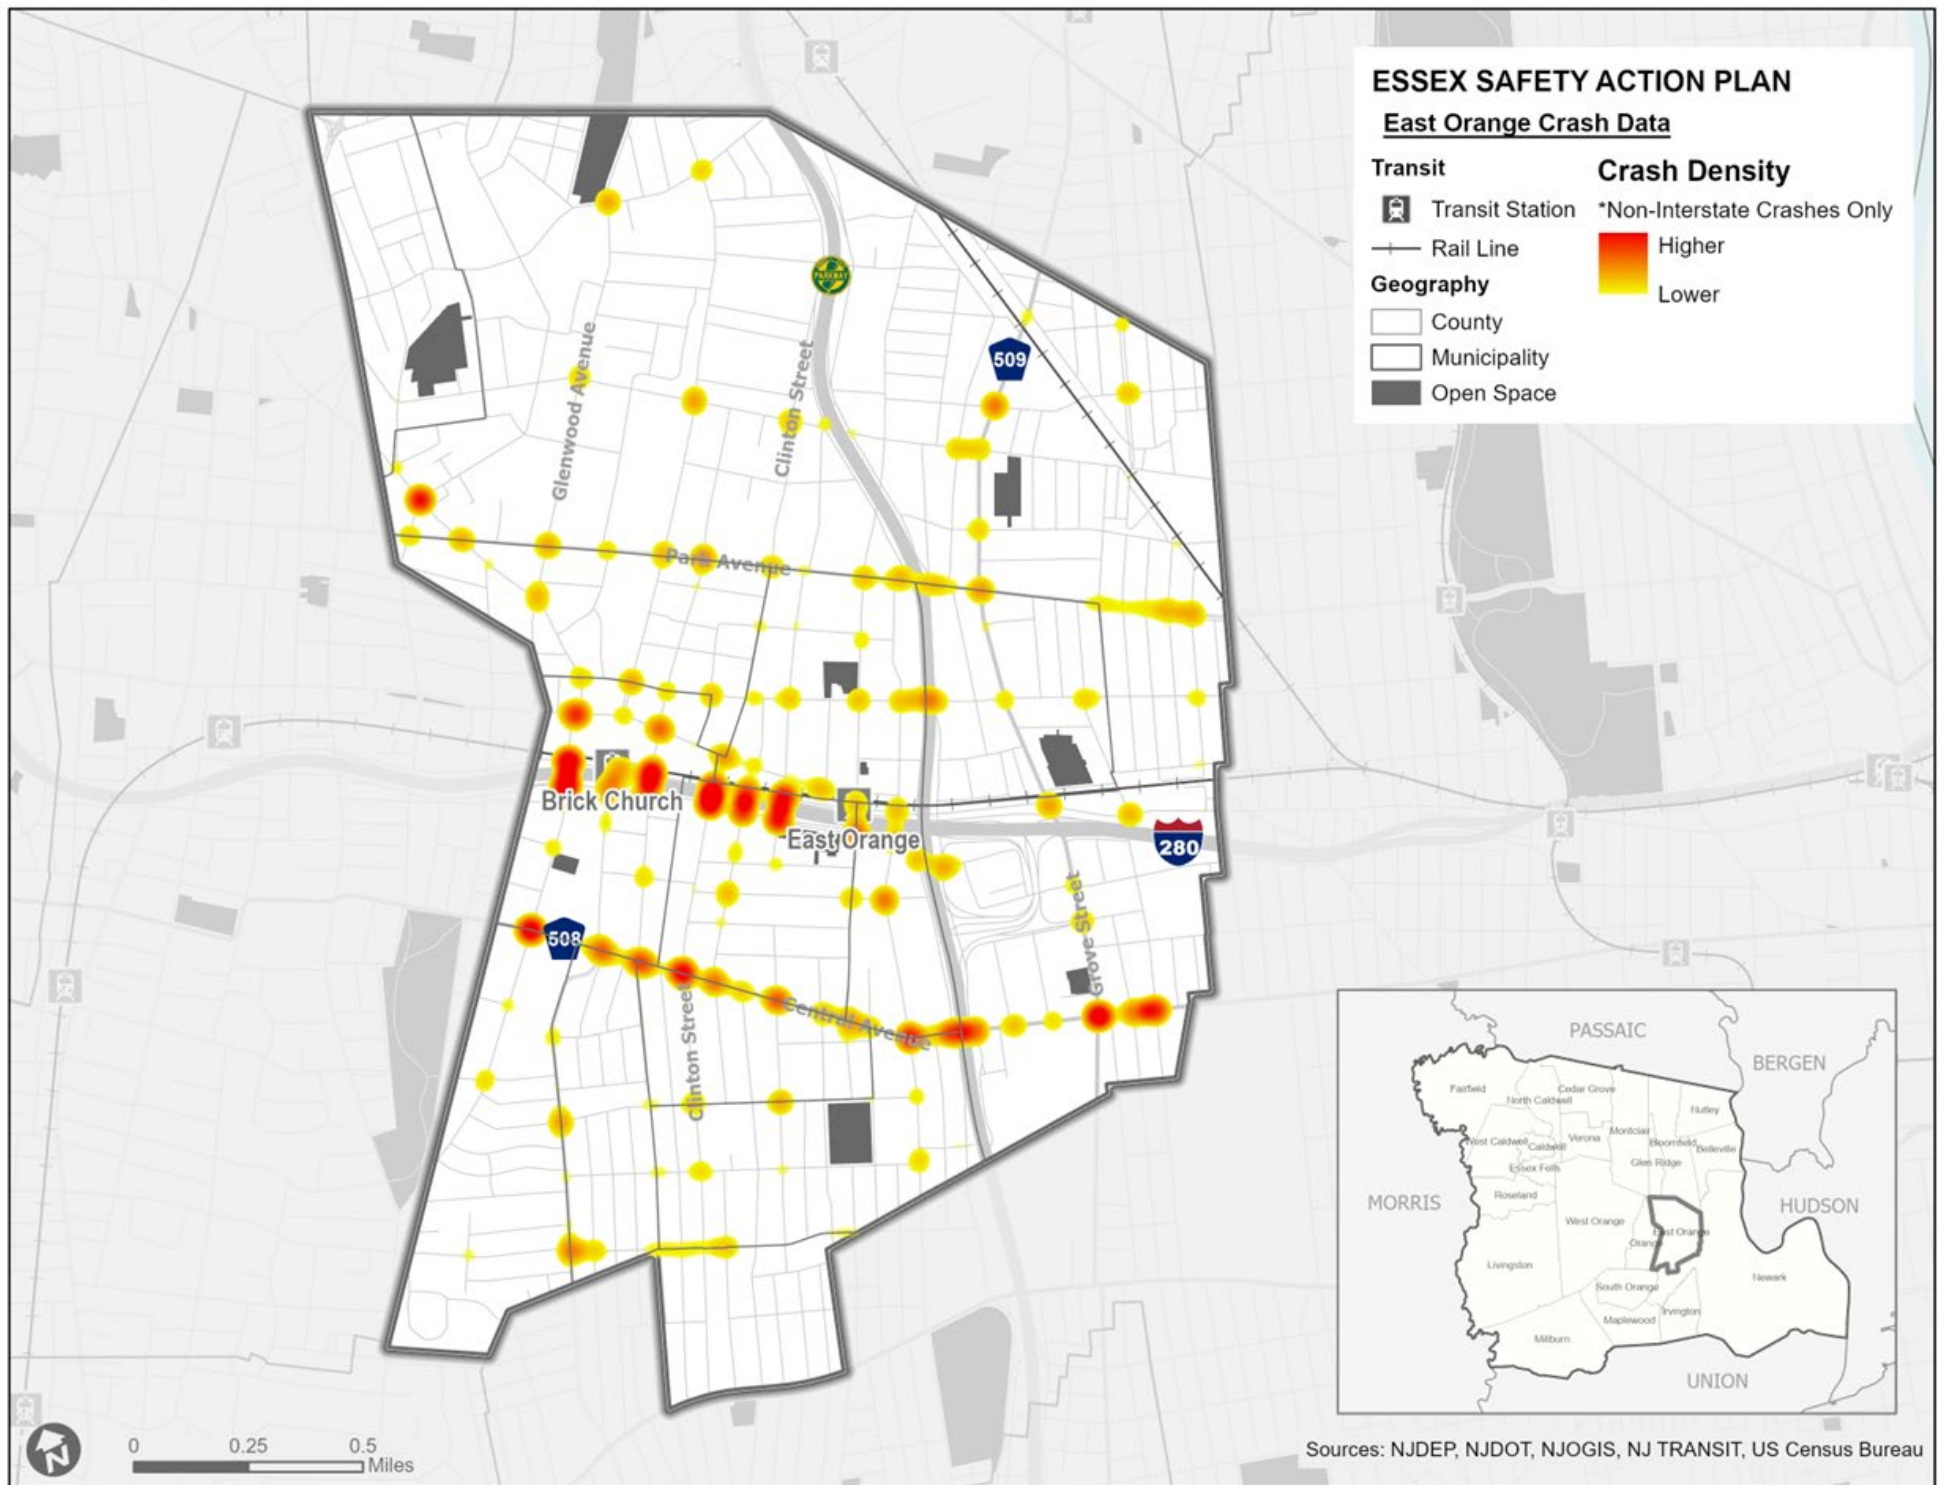 ESSEX SAFETY ACTION PLAN
East Orange Crash Data
Transit
Transit Station
Rail Line
Geography
County
Municipality
Open Space
Crash Density
*Non-Interstate Crashes Only
Higher
Lower
PARKWAY
509
Glenwood Avenue
Clinton Street
Park Avenue
Brick Church
East Orange
280
508
Grove Street
Central Avenue
Clinton Street
PASSAIC
BERGEN
MORRIS
HUDSON
UNION
Fairfield
Cedar Grove
North Caldwell
Nutley
West Caldwell
Caldwell
Verona
Montclair
Bloomfield
Belleville
Essex Fells
Glen Ridge
Roseland
West Orange
East Orange
Orange
Livingston
Newark
South Orange
Irvington
Maplewood
Millburn
N
0 0.25 0.5
Miles
Sources: NJDEP, NJDOT, NJOGIS, NJ TRANSIT, US Census Bureau